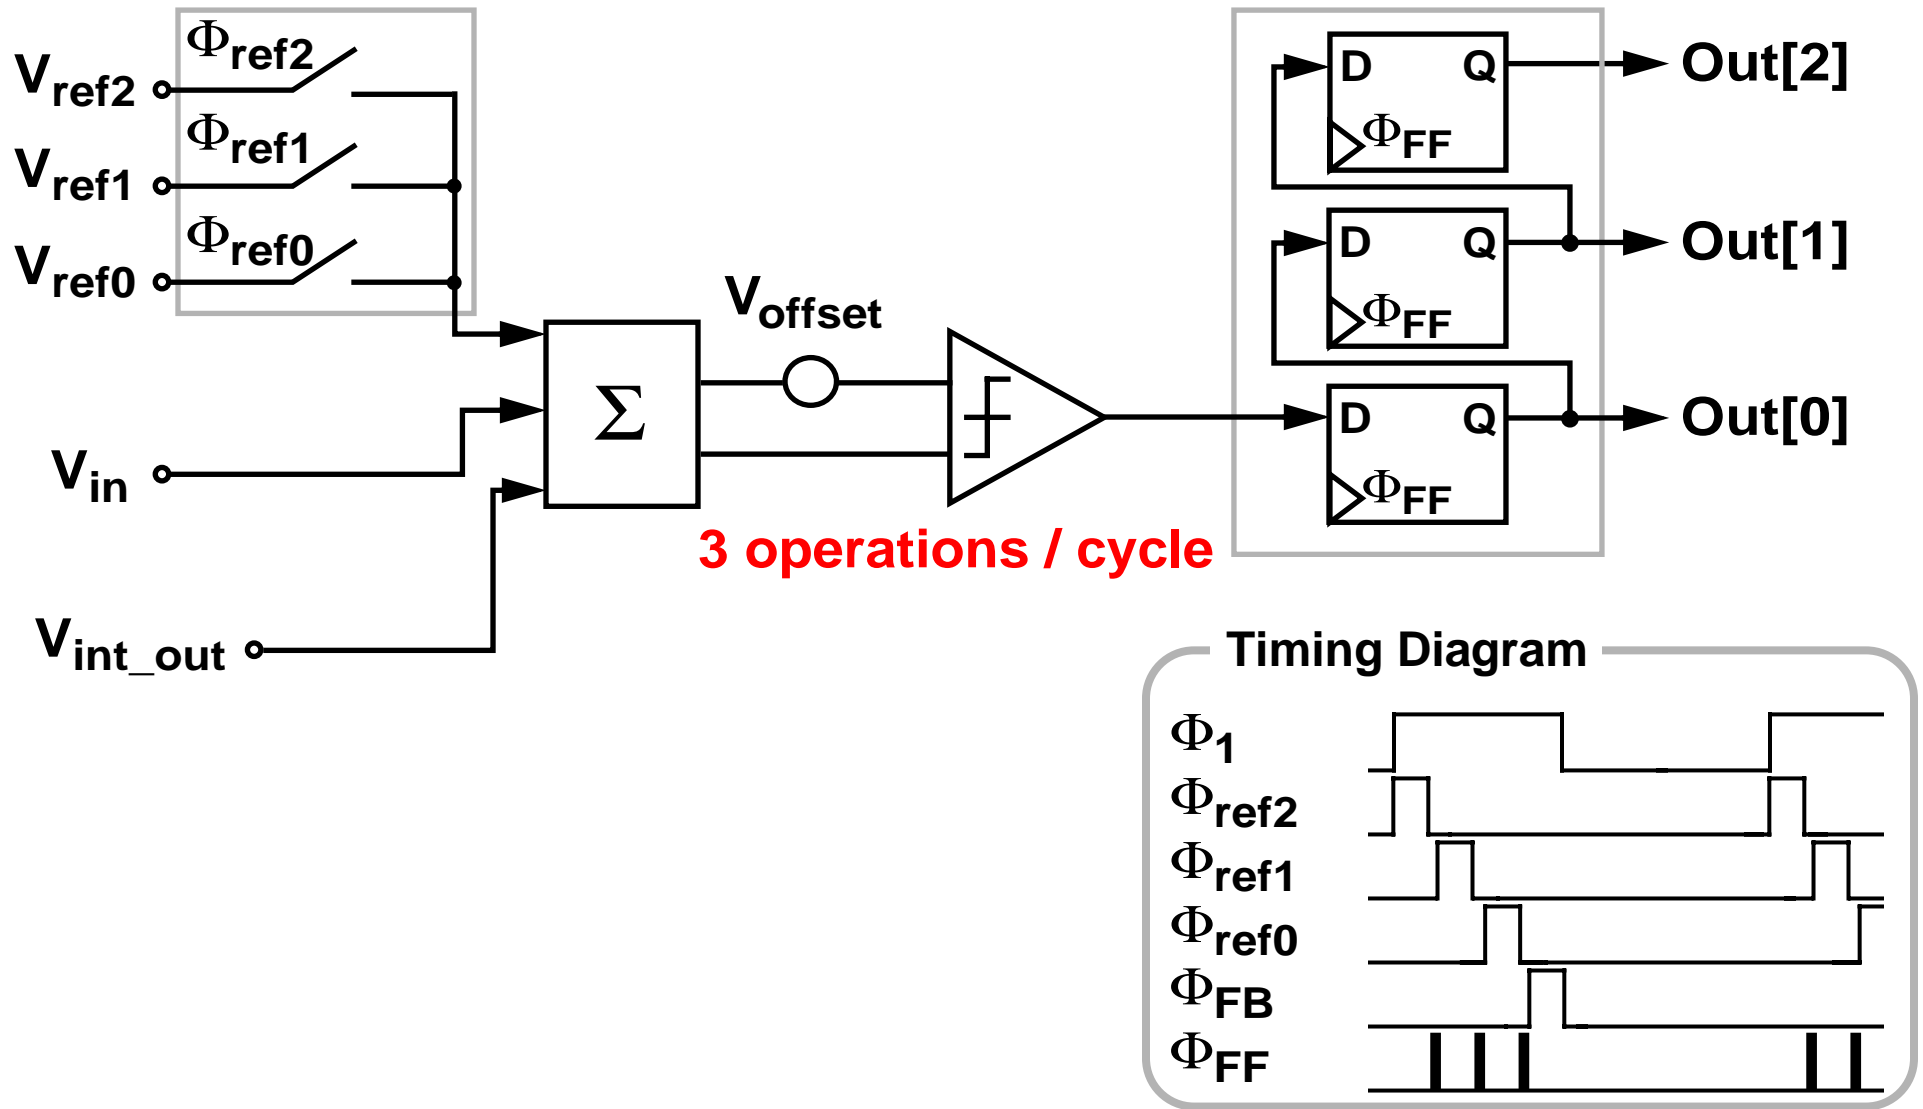 Φref2
Vref2
Φref1
Vref1
Φref0
Vref0
Vin
Vint_out
Σ
Voffset
3 operations / cycle
D Q
ΦFF
Out[2]
D Q
ΦFF
Out[1]
D Q
ΦFF
Out[0]
Timing Diagram
Φ1
Φref2
Φref1
Φref0
ΦFB
ΦFF